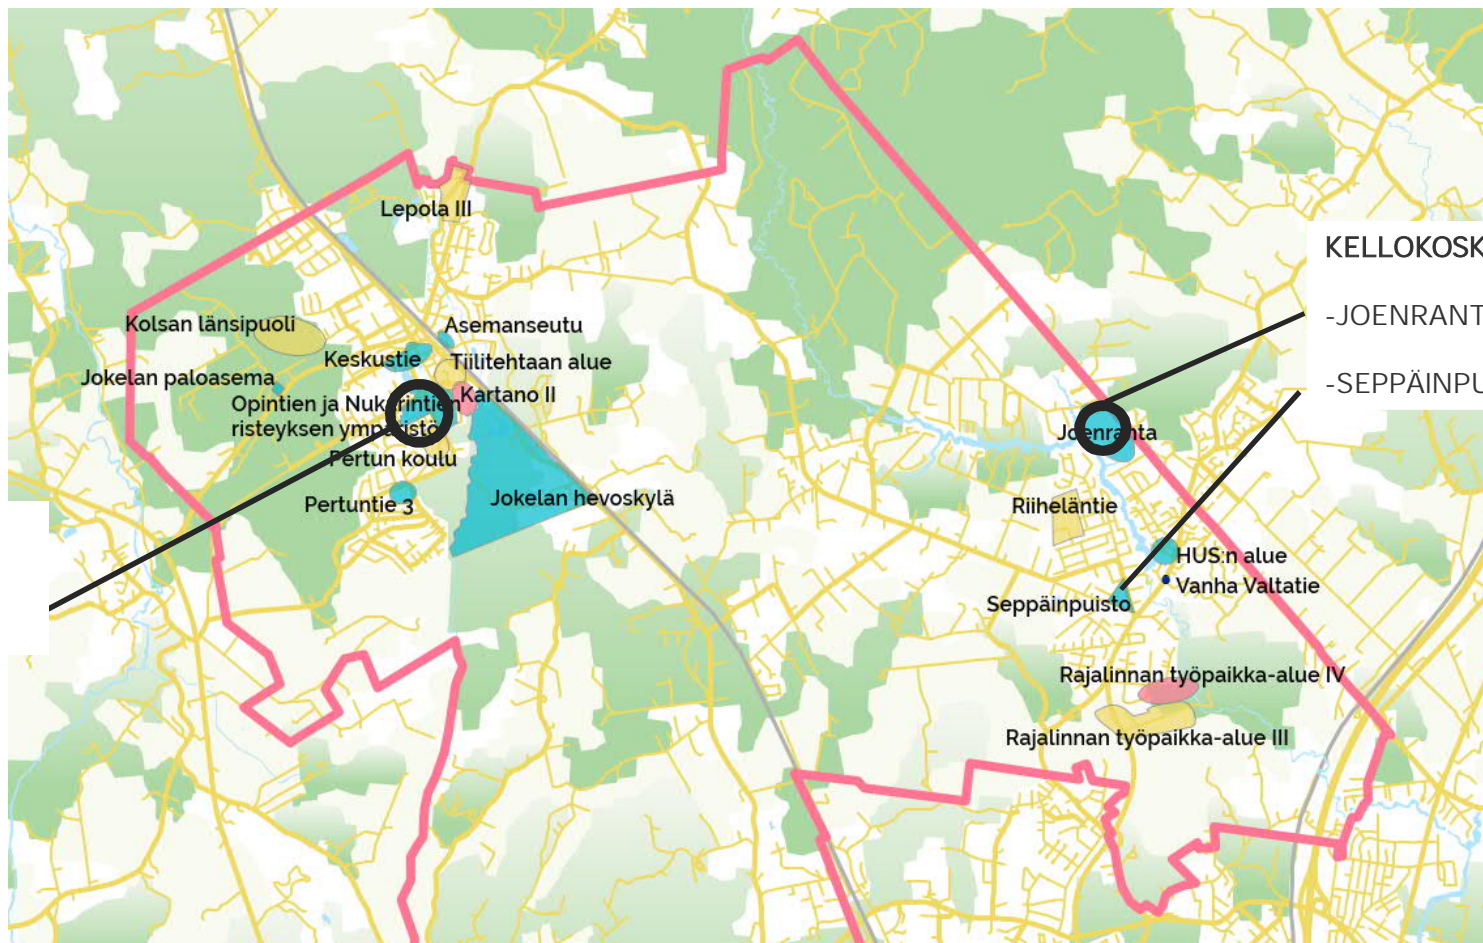 Lepola III
KELLOKOSK
-JOENRANT
-SEPPÄINPU
Kolsan länsipuoli
Asemanseutu
Keskustie
Tiilitehtaan alue
Jokelan paloasema
Kartano II
Opintien ja Nukarintien
risteyksen ympäristö
Pertun koulu
Joenranta
Pertuntie 3
Jokelan hevoskylä
Riiheläntie
HUS:n alue
Vanha Valtatie
Seppäinpuisto
Rajalinnan työpaikka-alue IV
Rajalinnan työpaikka-alue III